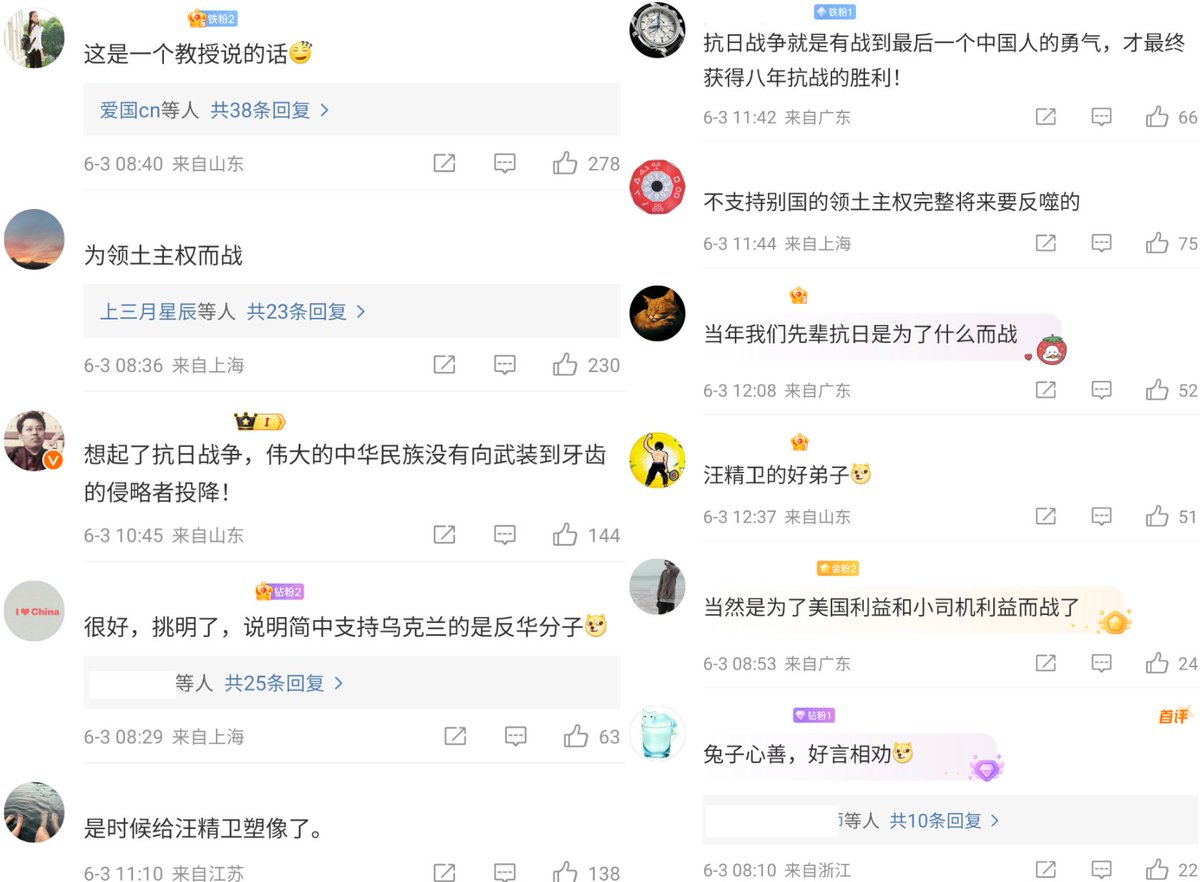 铁粉2
这是一个教授说的话
爱国cn等人 共38条回复 >
6-3 08:40 来自山东 278
为领土主权而战
上三月星辰等人 共23条回复 >
6-3 08:36 来自上海 230
I
想起了抗日战争，伟大的中华民族没有向武装到牙齿
的侵略者投降！
6-3 10:45 来自山东 144
I ❤ China
钻粉2
很好，挑明了，说明简中支持乌克兰的是反华分子
等人 共25条回复 >
6-3 08:29 来自上海 63
是时候给汪精卫塑像了。
6-3 11:10 来自江苏 138
铁粉1
抗日战争就是有战到最后一个中国人的勇气，才最终
获得八年抗战的胜利！
6-3 11:42 来自广东 66
不支持别国的领土主权完整将来要反噬的
6-3 11:44 来自上海 75
当年我们先辈抗日是为了什么而战
6-3 12:08 来自广东 52
汪精卫的好弟子
6-3 12:37 来自山东 51
金粉2
当然是为了美国利益和小司机利益而战了
6-3 08:53 来自广东 24
钻粉1
首评
兔子心善，好言相劝
等人 共10条回复 >
6-3 08:10 来自浙江 22